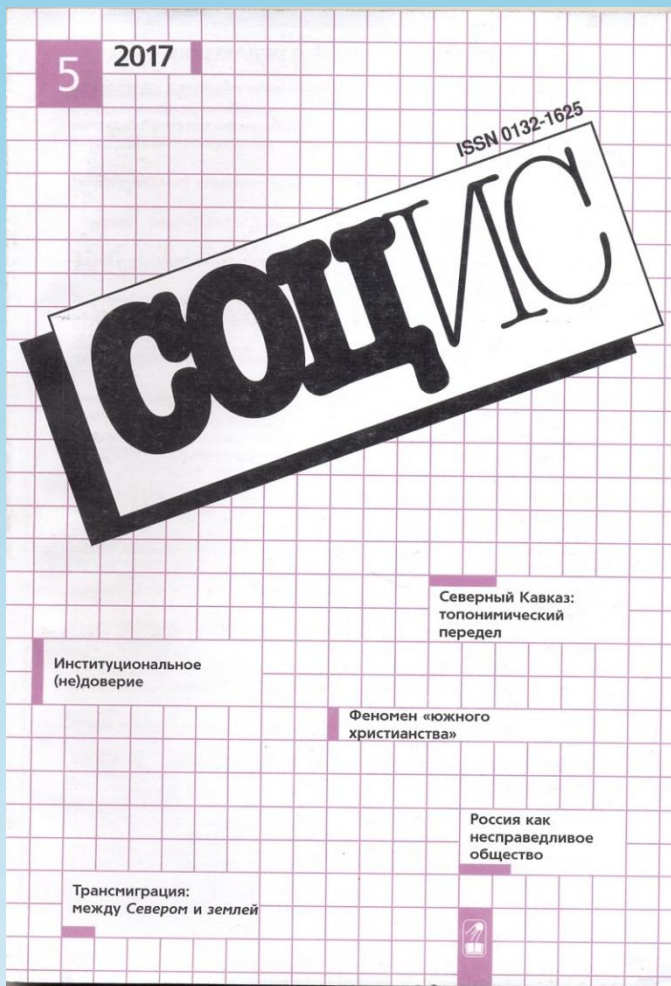 5
2017
ISSN 0132-1625
СОЦИС
Северный Кавказ:
топонимический
передел
Институциональное
(не)доверие
Феномен «южного
христианства»
Россия как
несправедливое
общество
Трансмиграция:
между Севером и землей